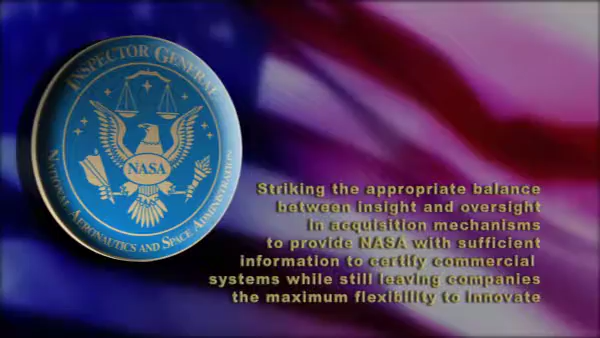 INSPECTOR GENERAL
NASA
NATIONAL AERONAUTICS AND SPACE ADMINISTRATION
Striking the appropriate balance
between insight and oversight
in acquisition mechanisms
to provide NASA with sufficient
information to certify commercial
systems while still leaving companies
the maximum flexibility to innovate